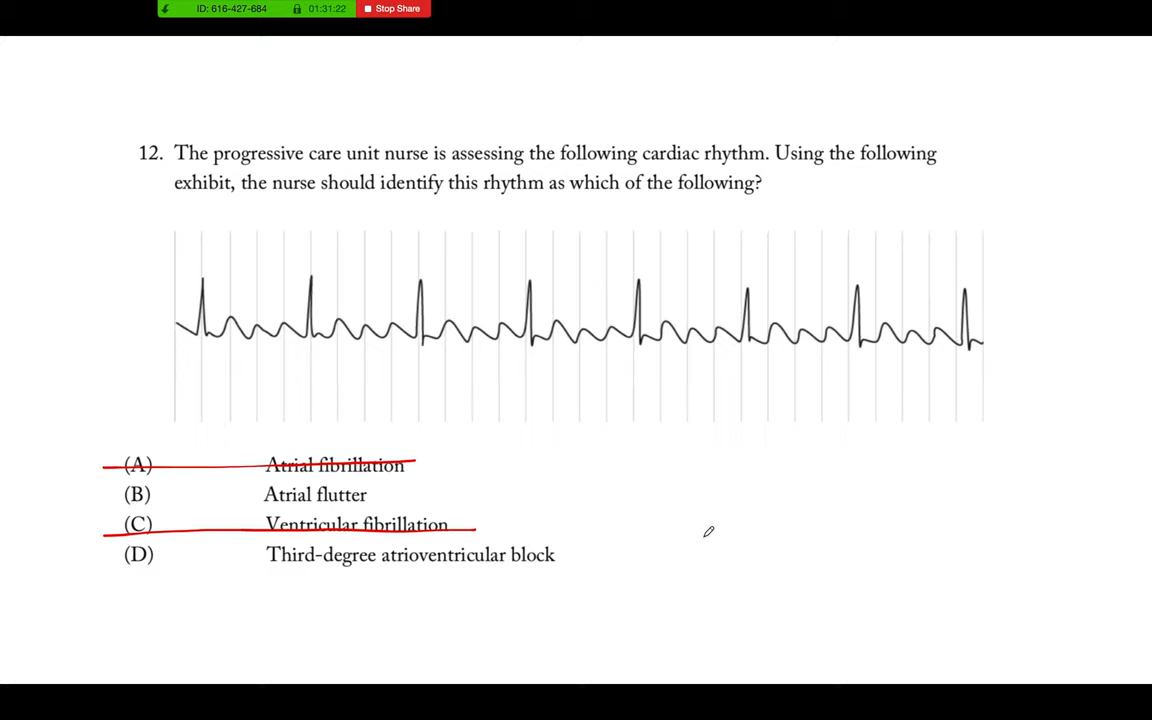 ID: 616-427-684 01:31:22 Stop Share
12. The progressive care unit nurse is assessing the following cardiac rhythm. Using the following
exhibit, the nurse should identify this rhythm as which of the following?
(A) Atrial fibrillation
(B) Atrial flutter
(C) Ventricular fibrillation
(D) Third-degree atrioventricular block